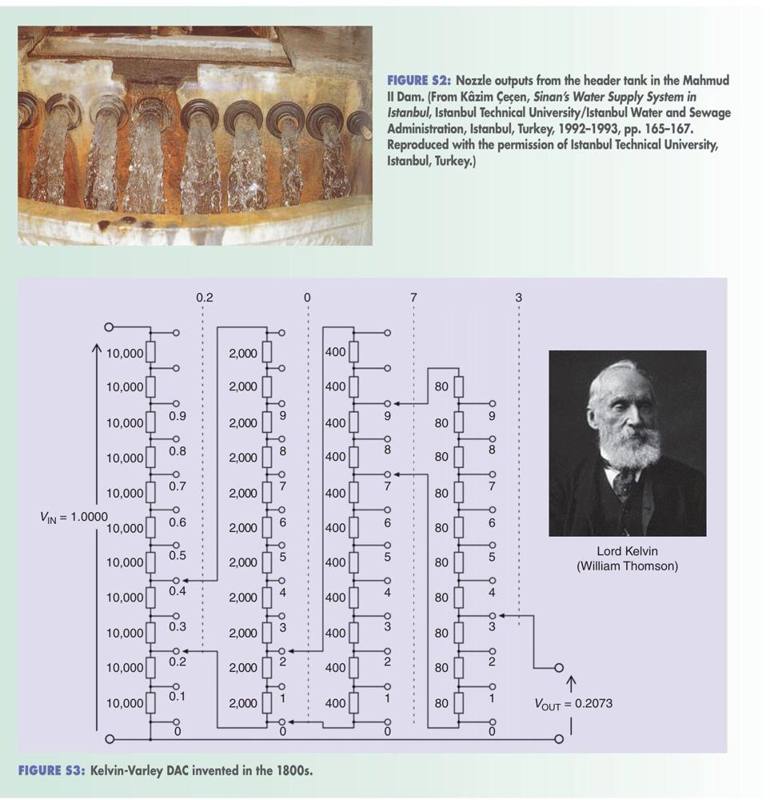 FIGURE S2: Nozzle outputs from the header tank in the Mahmud
II Dam. (From Kâzim Çeçen, Sinan's Water Supply System in
Istanbul, Istanbul Technical University/Istanbul Water and Sewage
Administration, Istanbul, Turkey, 1992–1993, pp. 165–167.
Reproduced with the permission of Istanbul Technical University,
Istanbul, Turkey.)
0.2 0 7 3
10,000 2,000 400
10,000 2,000 400 80
10,000 0.9 2,000 9 400 9 80 9
10,000 0.8 2,000 8 400 8 80 8
10,000 0.7 2,000 7 400 7 80 7
VIN = 1.0000
10,000 0.6 2,000 6 400 6 80 6
10,000 0.5 2,000 5 400 5 80 5
10,000 0.4 2,000 4 400 4 80 4
10,000 0.3 2,000 3 400 3 80 3
10,000 0.2 2,000 2 400 2 80 2
10,000 0.1 2,000 1 400 1 80 1
0 0 0 0
Lord Kelvin
(William Thomson)
VOUT = 0.2073
FIGURE S3: Kelvin-Varley DAC invented in the 1800s.